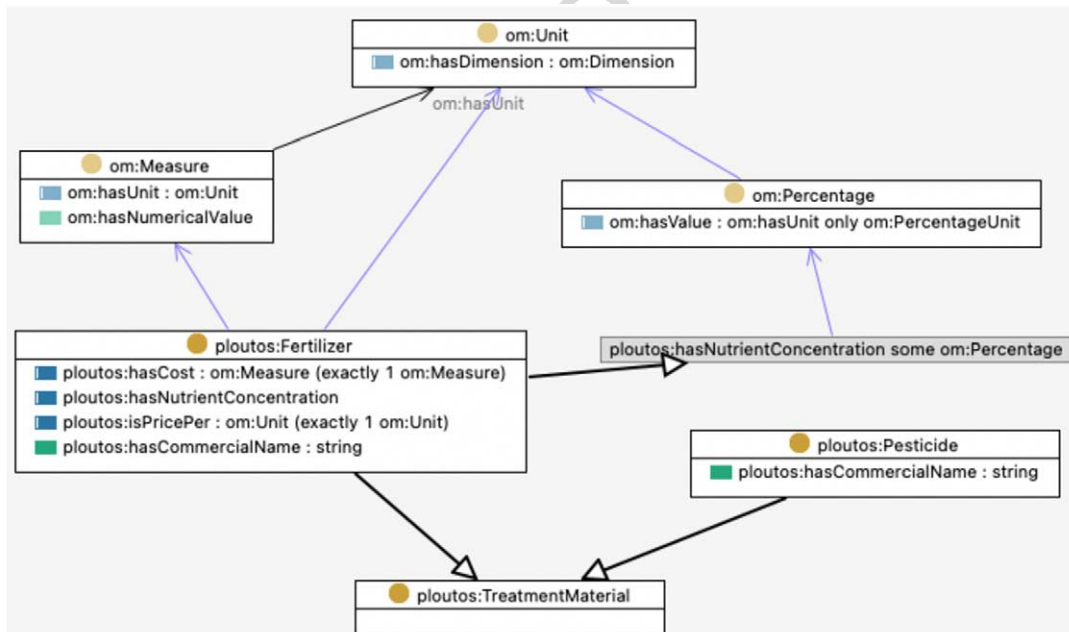 om:Unit
om:hasDimension : om:Dimension
om:hasUnit
om:Measure
om:hasUnit : om:Unit
om:hasNumericalValue
om:Percentage
om:hasValue : om:hasUnit only om:PercentageUnit
ploutos:Fertilizer
ploutos:hasCost : om:Measure (exactly 1 om:Measure)
ploutos:hasNutrientConcentration
ploutos:isPricePer : om:Unit (exactly 1 om:Unit)
ploutos:hasCommercialName : string
ploutos:hasNutrientConcentration some om:Percentage
ploutos:Pesticide
ploutos:hasCommercialName : string
ploutos:TreatmentMaterial